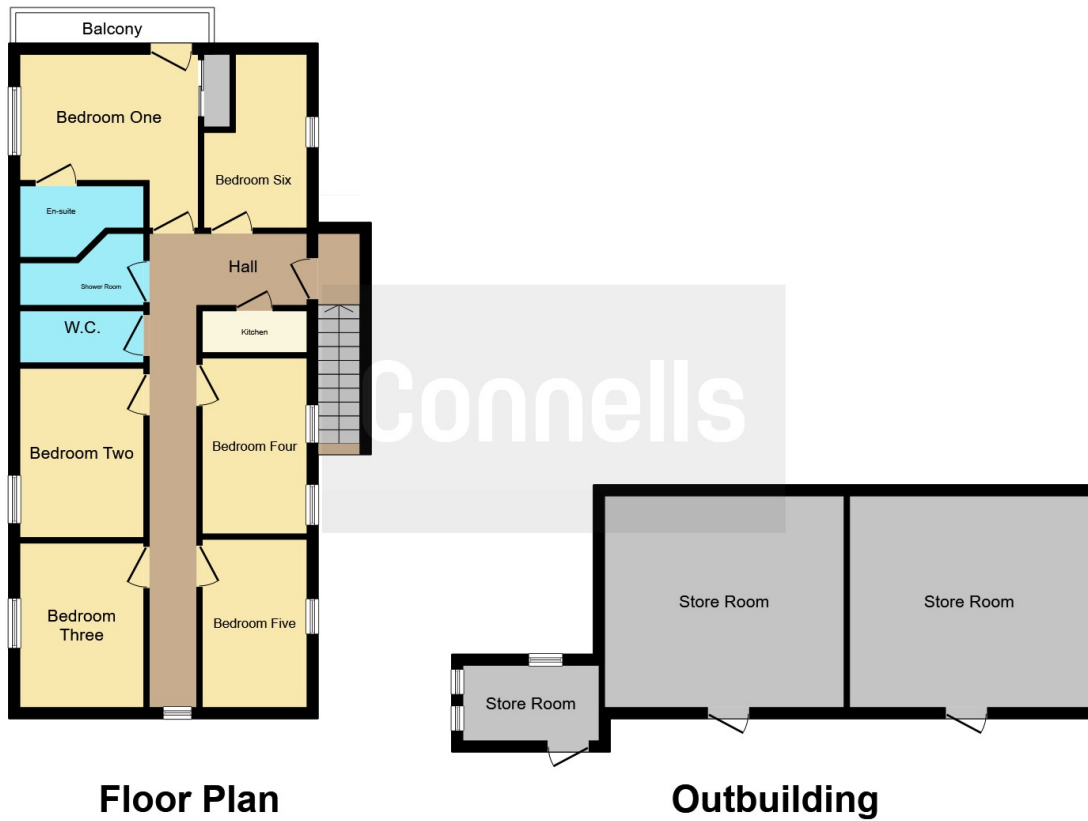 Balcony
Bedroom One
Bedroom Six
En-suite
Hall
Shower Room
W.C.
Kitchen
Connells
Bedroom Two
Bedroom Four
Bedroom
Three
Bedroom Five
Store Room
Store Room
Store Room
Floor Plan
Outbuilding